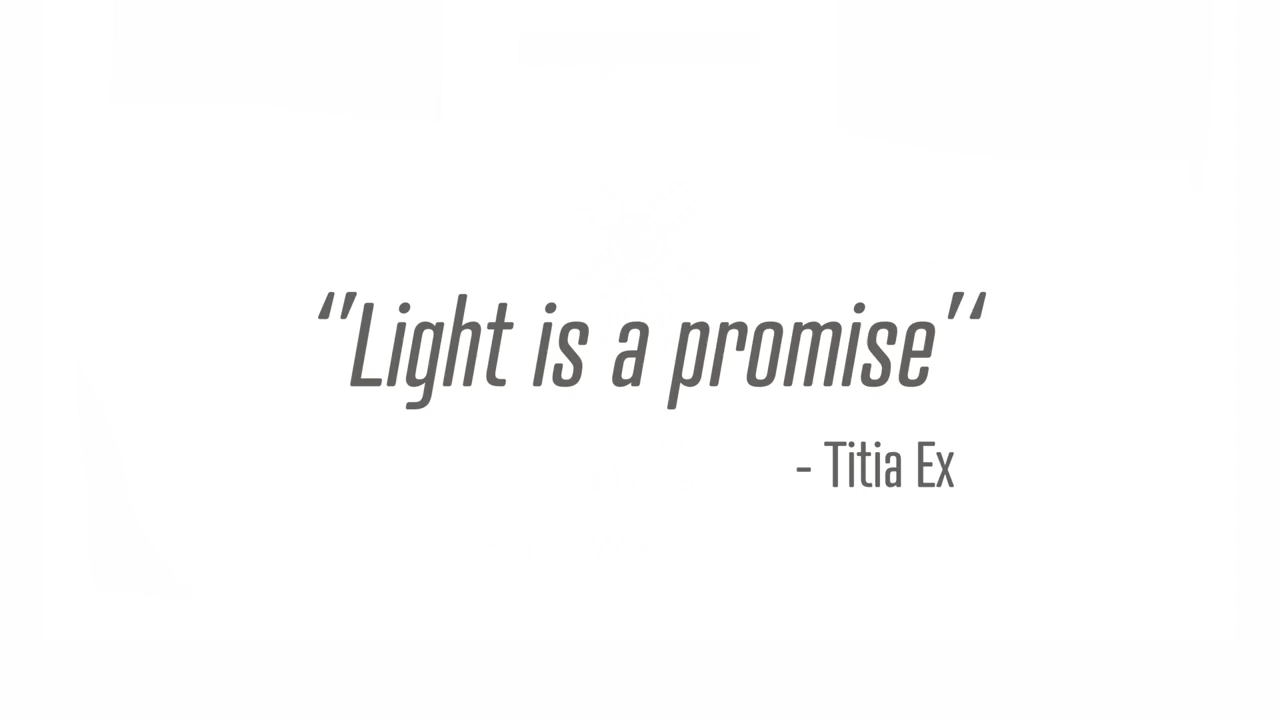 ‘’Light is a promise’‘
- Titia Ex